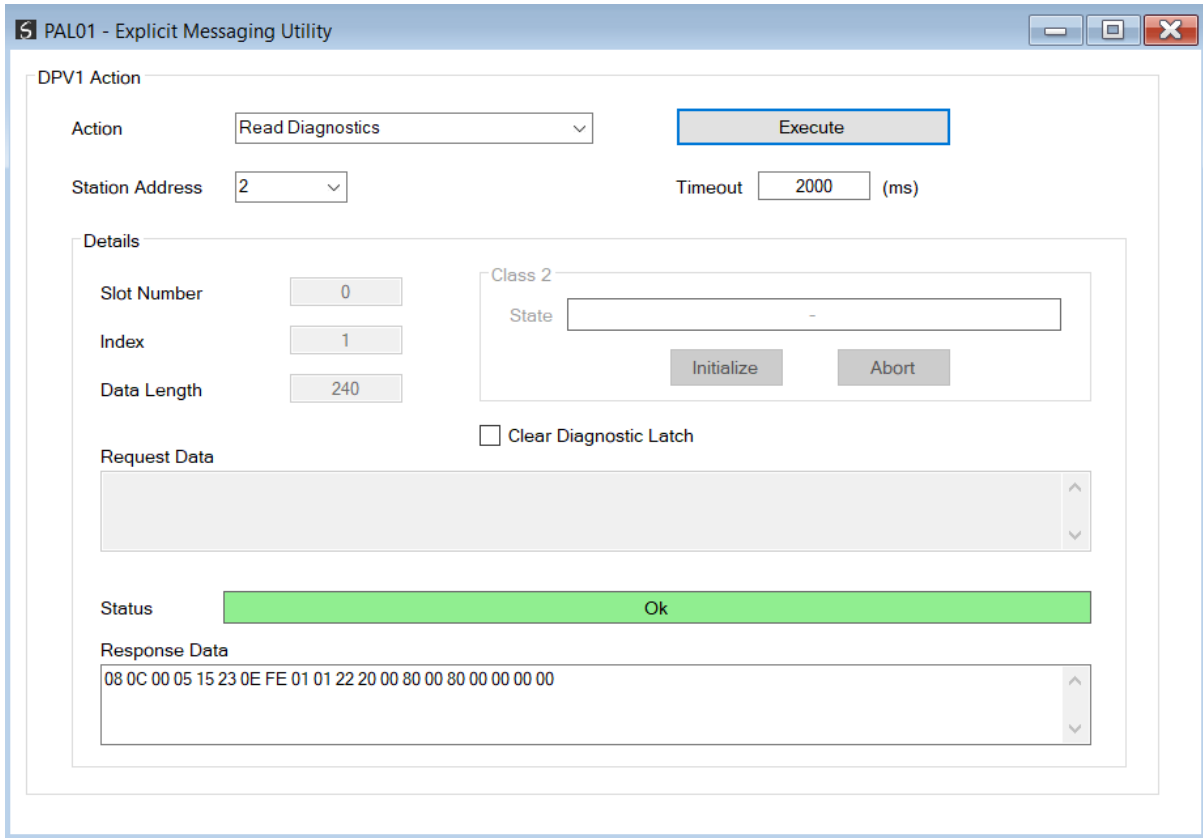 PAL01 - Explicit Messaging Utility
DPV1 Action
Action Read Diagnostics Execute
Station Address 2 Timeout 2000 (ms)
Details
Slot Number 0
Class 2
State -
Index 1
Initialize Abort
Data Length 240
Clear Diagnostic Latch
Request Data
Status Ok
Response Data
08 0C 00 05 15 23 0E FE 01 01 22 20 00 80 00 80 00 00 00 00